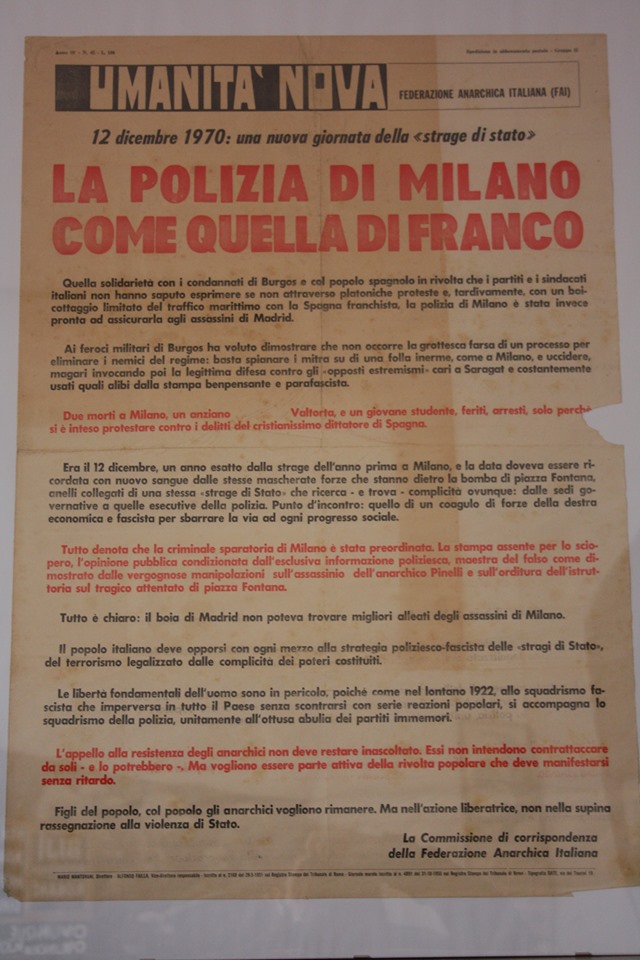 UMANITA' NOVA
FEDERAZIONE ANARCHICA ITALIANA (FAI)
12 dicembre 1970: una nuova giornata della «strage di stato»
LA POLIZIA DI MILANO
COME QUELLA DI FRANCO
Quella solidarietà con i condannati di Burgos e col popolo spagnolo in rivolta che i partiti e i sindacati
italiani non hanno saputo esprimere se non attraverso platoniche proteste e, tardivamente, con un boi-
cottaggio limitato del traffico marittimo con la Spagna franchista, la polizia di Milano è stata invece
pronta ad assicurarla agli assassini di Madrid.
Ai feroci militari di Burgos ha voluto dimostrare che non occorre la grottesca farsa di un processo per
eliminare i nemici del regime: basta spianare i mitra su di una folla inerme, come a Milano, e uccidere,
magari invocando poi la legittima difesa contro gli «opposti estremismi» cari a Saragat e costantemente
usati quali alibi dalla stampa benpensante e parafascista.
Due morti a Milano, un anziano Valtorta, e un giovane studente, feriti, arresti, solo perchè
si è inteso protestare contro i delitti del cristianissimo dittatore di Spagna.
Era il 12 dicembre, un anno esatto dalla strage dell'anno prima a Milano, e la data doveva essere ri-
cordata con nuovo sangue dalle stesse mascherate forze che stanno dietro la bomba di piazza Fontana,
anelli collegati di una stessa «strage di Stato» che ricerca - e trova - complicità ovunque: dalle sedi go-
vernative a quelle esecutive della polizia. Punto d'incontro: quello di un coagulo di forze della destra
economica e fascista per sbarrare la via ad ogni progresso sociale.
Tutto denota che la criminale sparatoria di Milano è stata preordinata. La stampa assente per lo scio-
pero, l'opinione pubblica condizionata dall'esclusiva informazione poliziesca, maestra del falso come di-
mostrato dalle vergognose manipolazioni sull'assassinio dell'anarchico Pinelli e sull'orditura dell'istrut-
toria sul tragico attentato di piazza Fontana.
Tutto è chiaro: il boia di Madrid non poteva trovare migliori alleati degli assassini di Milano.
Il popolo italiano deve opporsi con ogni mezzo alla strategia poliziesco-fascista delle «stragi di Stato»,
del terrorismo legalizzato dalle complicità dei poteri costituiti.
Le libertà fondamentali dell'uomo sono in pericolo, poiché come nel lontano 1922, allo squadrismo fa-
scista che imperversa in tutto il Paese senza scontrarsi con serie reazioni popolari, si accompagna lo
squadrismo della polizia, unitamente all'ottusa abulia dei partiti immemori.
L'appello alla resistenza degli anarchici non deve restare inascoltato. Essi non intendono contrattaccare
da soli - e lo potrebbero -. Ma vogliono essere parte attiva della rivolta popolare che deve manifestarsi
senza ritardo.
Figli del popolo, col popolo gli anarchici vogliono rimanere. Ma nell'azione liberatrice, non nella supina
rassegnazione alla violenza di Stato.
La Commissione di corrispondenza
della Federazione Anarchica Italiana